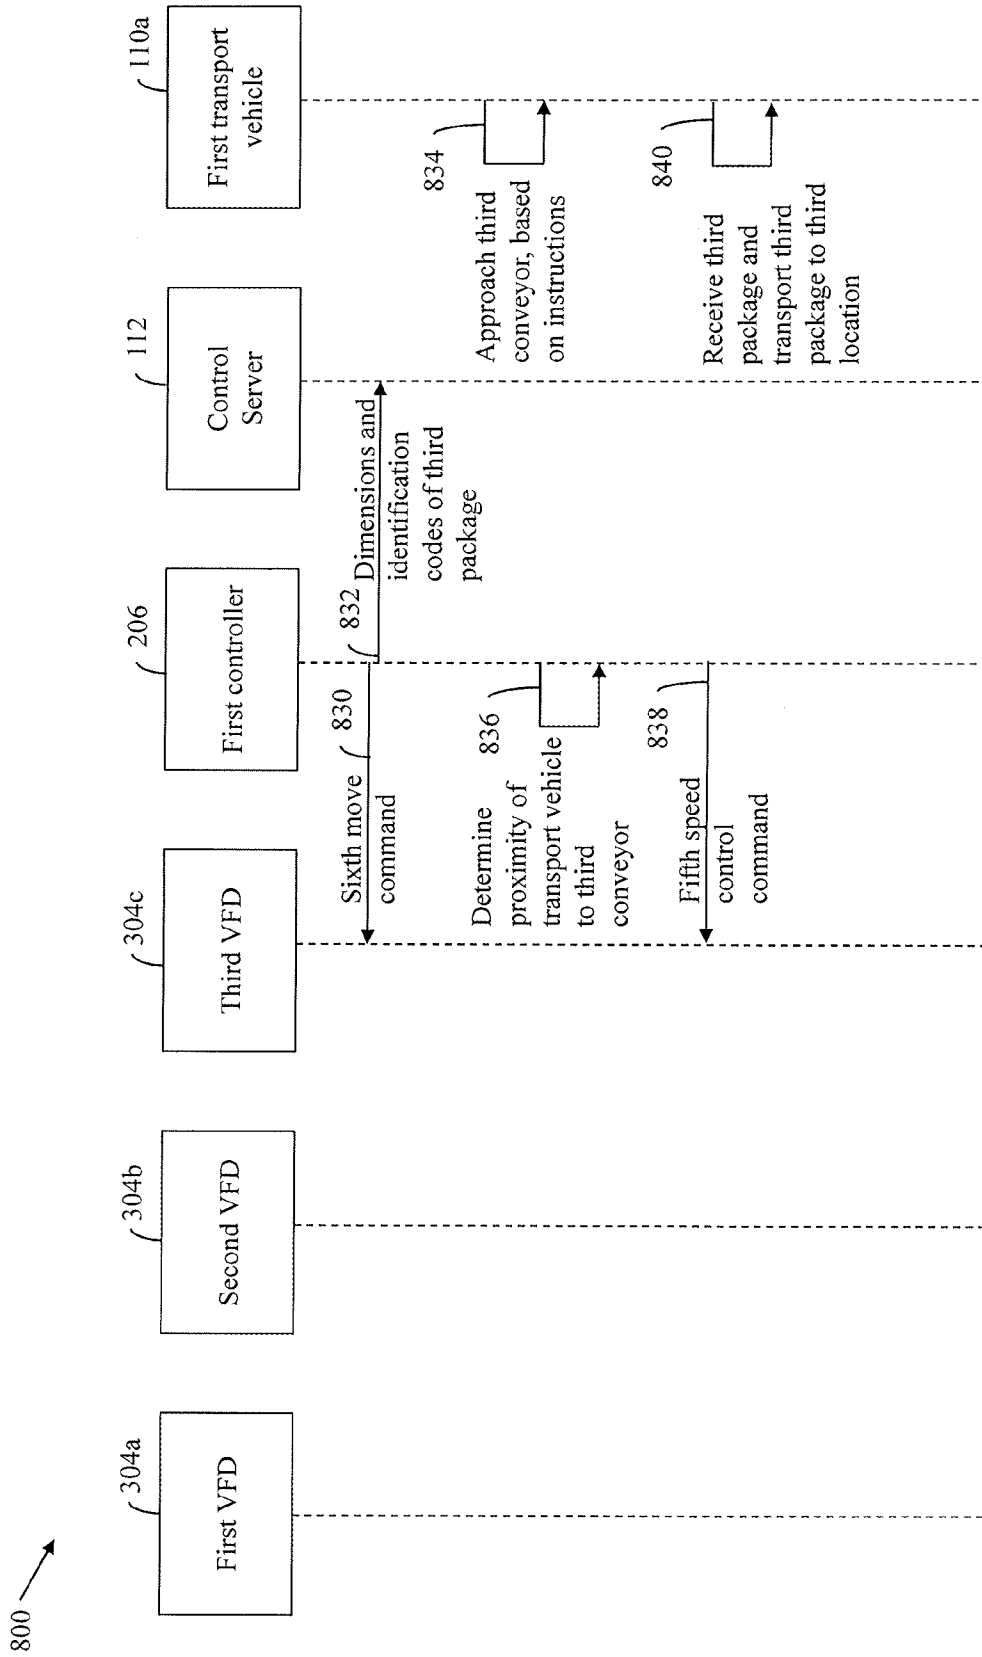 800
304a
First VFD
304b
Second VFD
304c
Third VFD
206
First controller
112
Control
Server
110a
First transport
vehicle
Sixth move
command
830
832
Dimensions and
identification
codes of third
package
834
Approach third
conveyor, based
on instructions
836
Determine
proximity of
transport vehicle
to third
conveyor
838
Fifth speed
control
command
840
Receive third
package and
transport third
package to third
location